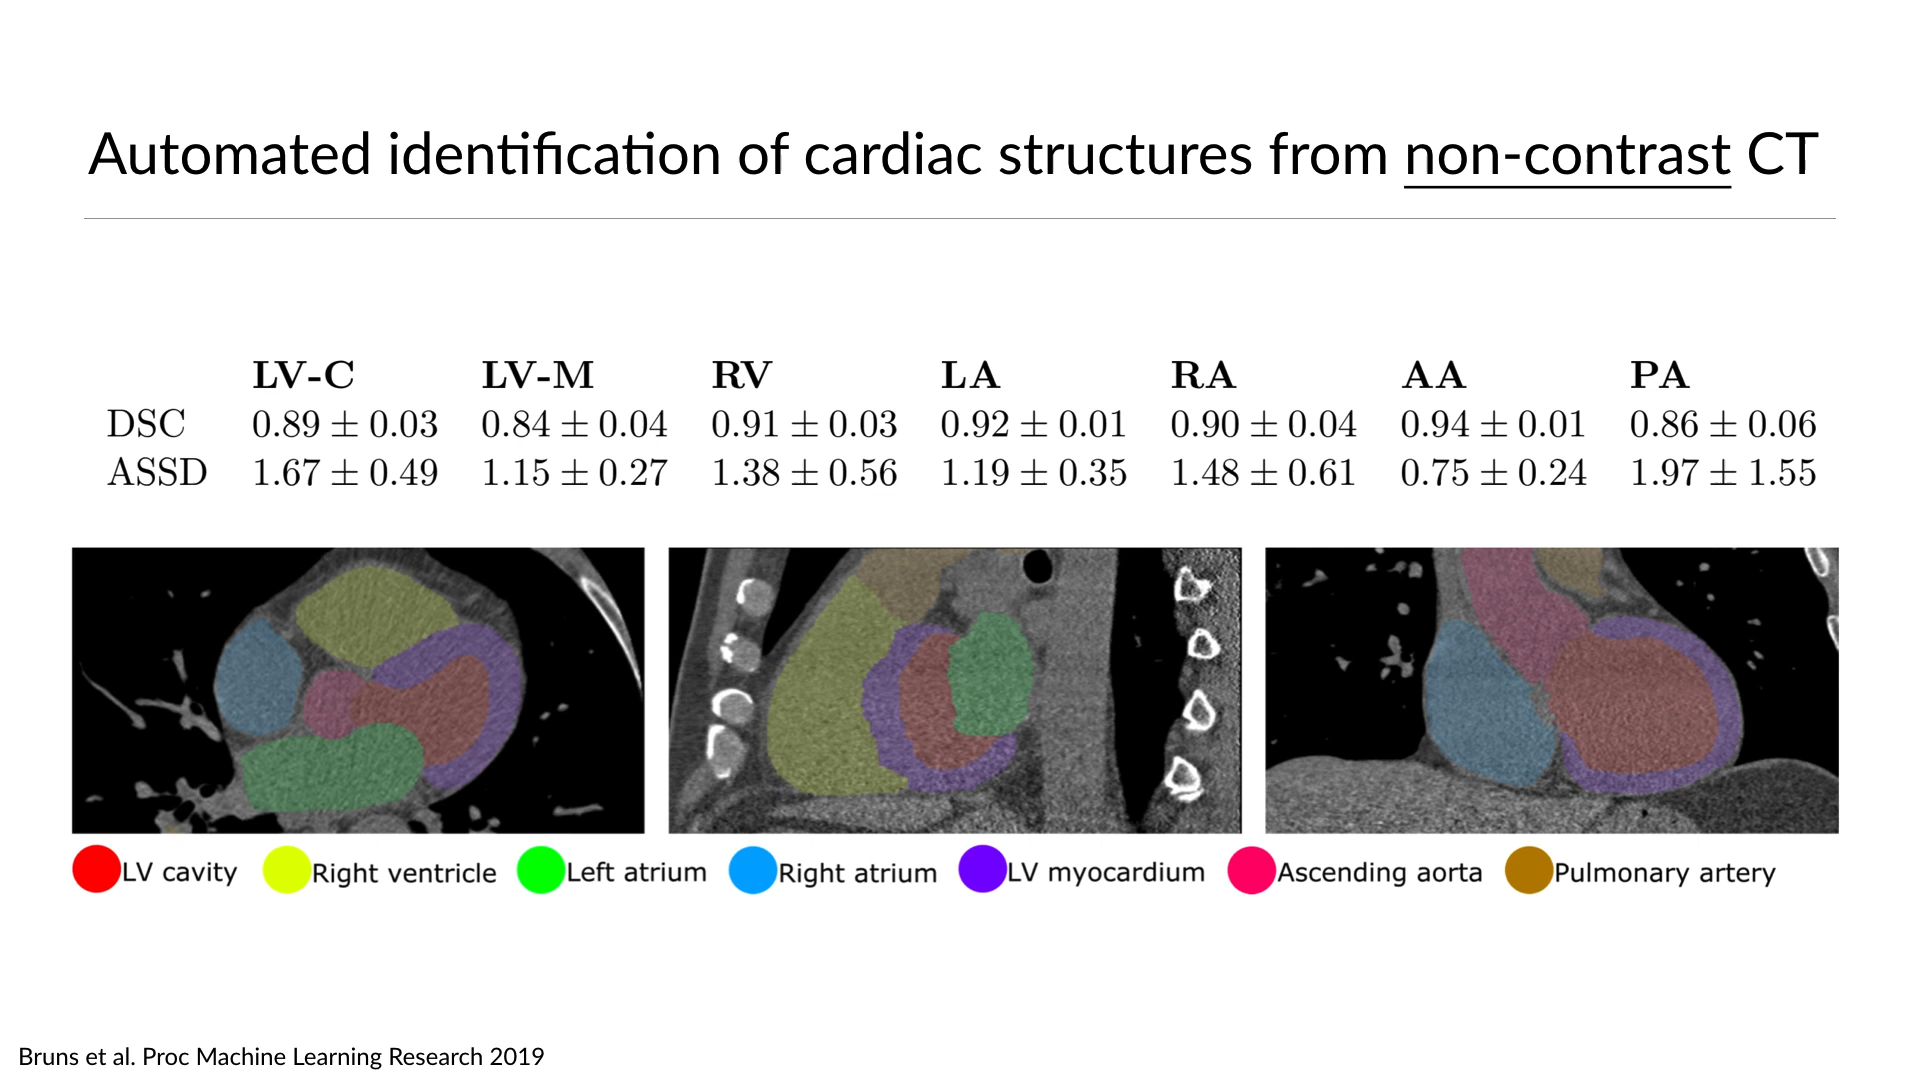 Automated identification of cardiac structures from non-contrast CT
LV-C LV-M RV LA RA AA PA
DSC 0.89 ± 0.03 0.84 ± 0.04 0.91 ± 0.03 0.92 ± 0.01 0.90 ± 0.04 0.94 ± 0.01 0.86 ± 0.06
ASSD 1.67 ± 0.49 1.15 ± 0.27 1.38 ± 0.56 1.19 ± 0.35 1.48 ± 0.61 0.75 ± 0.24 1.97 ± 1.55
LV cavity Right ventricle Left atrium Right atrium LV myocardium Ascending aorta Pulmonary artery
Bruns et al. Proc Machine Learning Research 2019